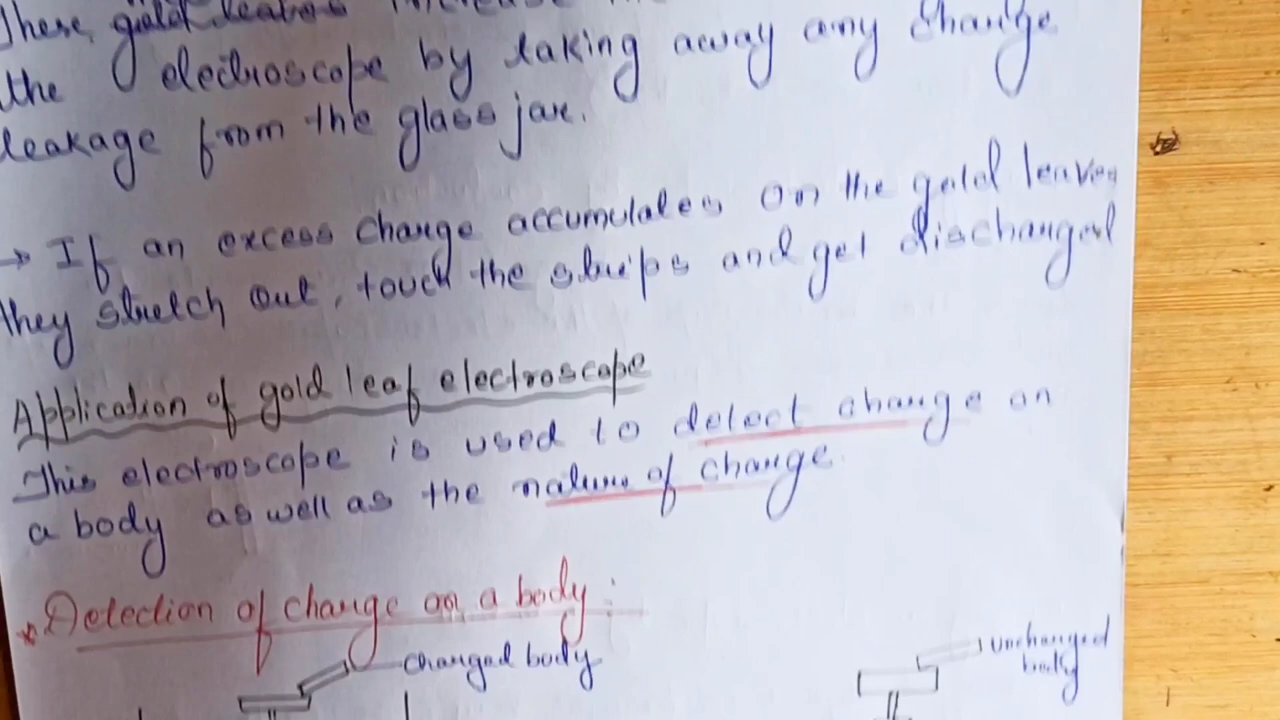 These gold leaves increase the
the electroscope by taking away any charge
leakage from the glass jar.
→ If an excess charge accumulates on the gold leaves
they stretch out, touch the strips and get discharged
Application of gold leaf electroscope
This electroscope is used to detect charge on
a body as well as the nature of charge.
* Detection of charge on a body:
charged body
uncharged
body